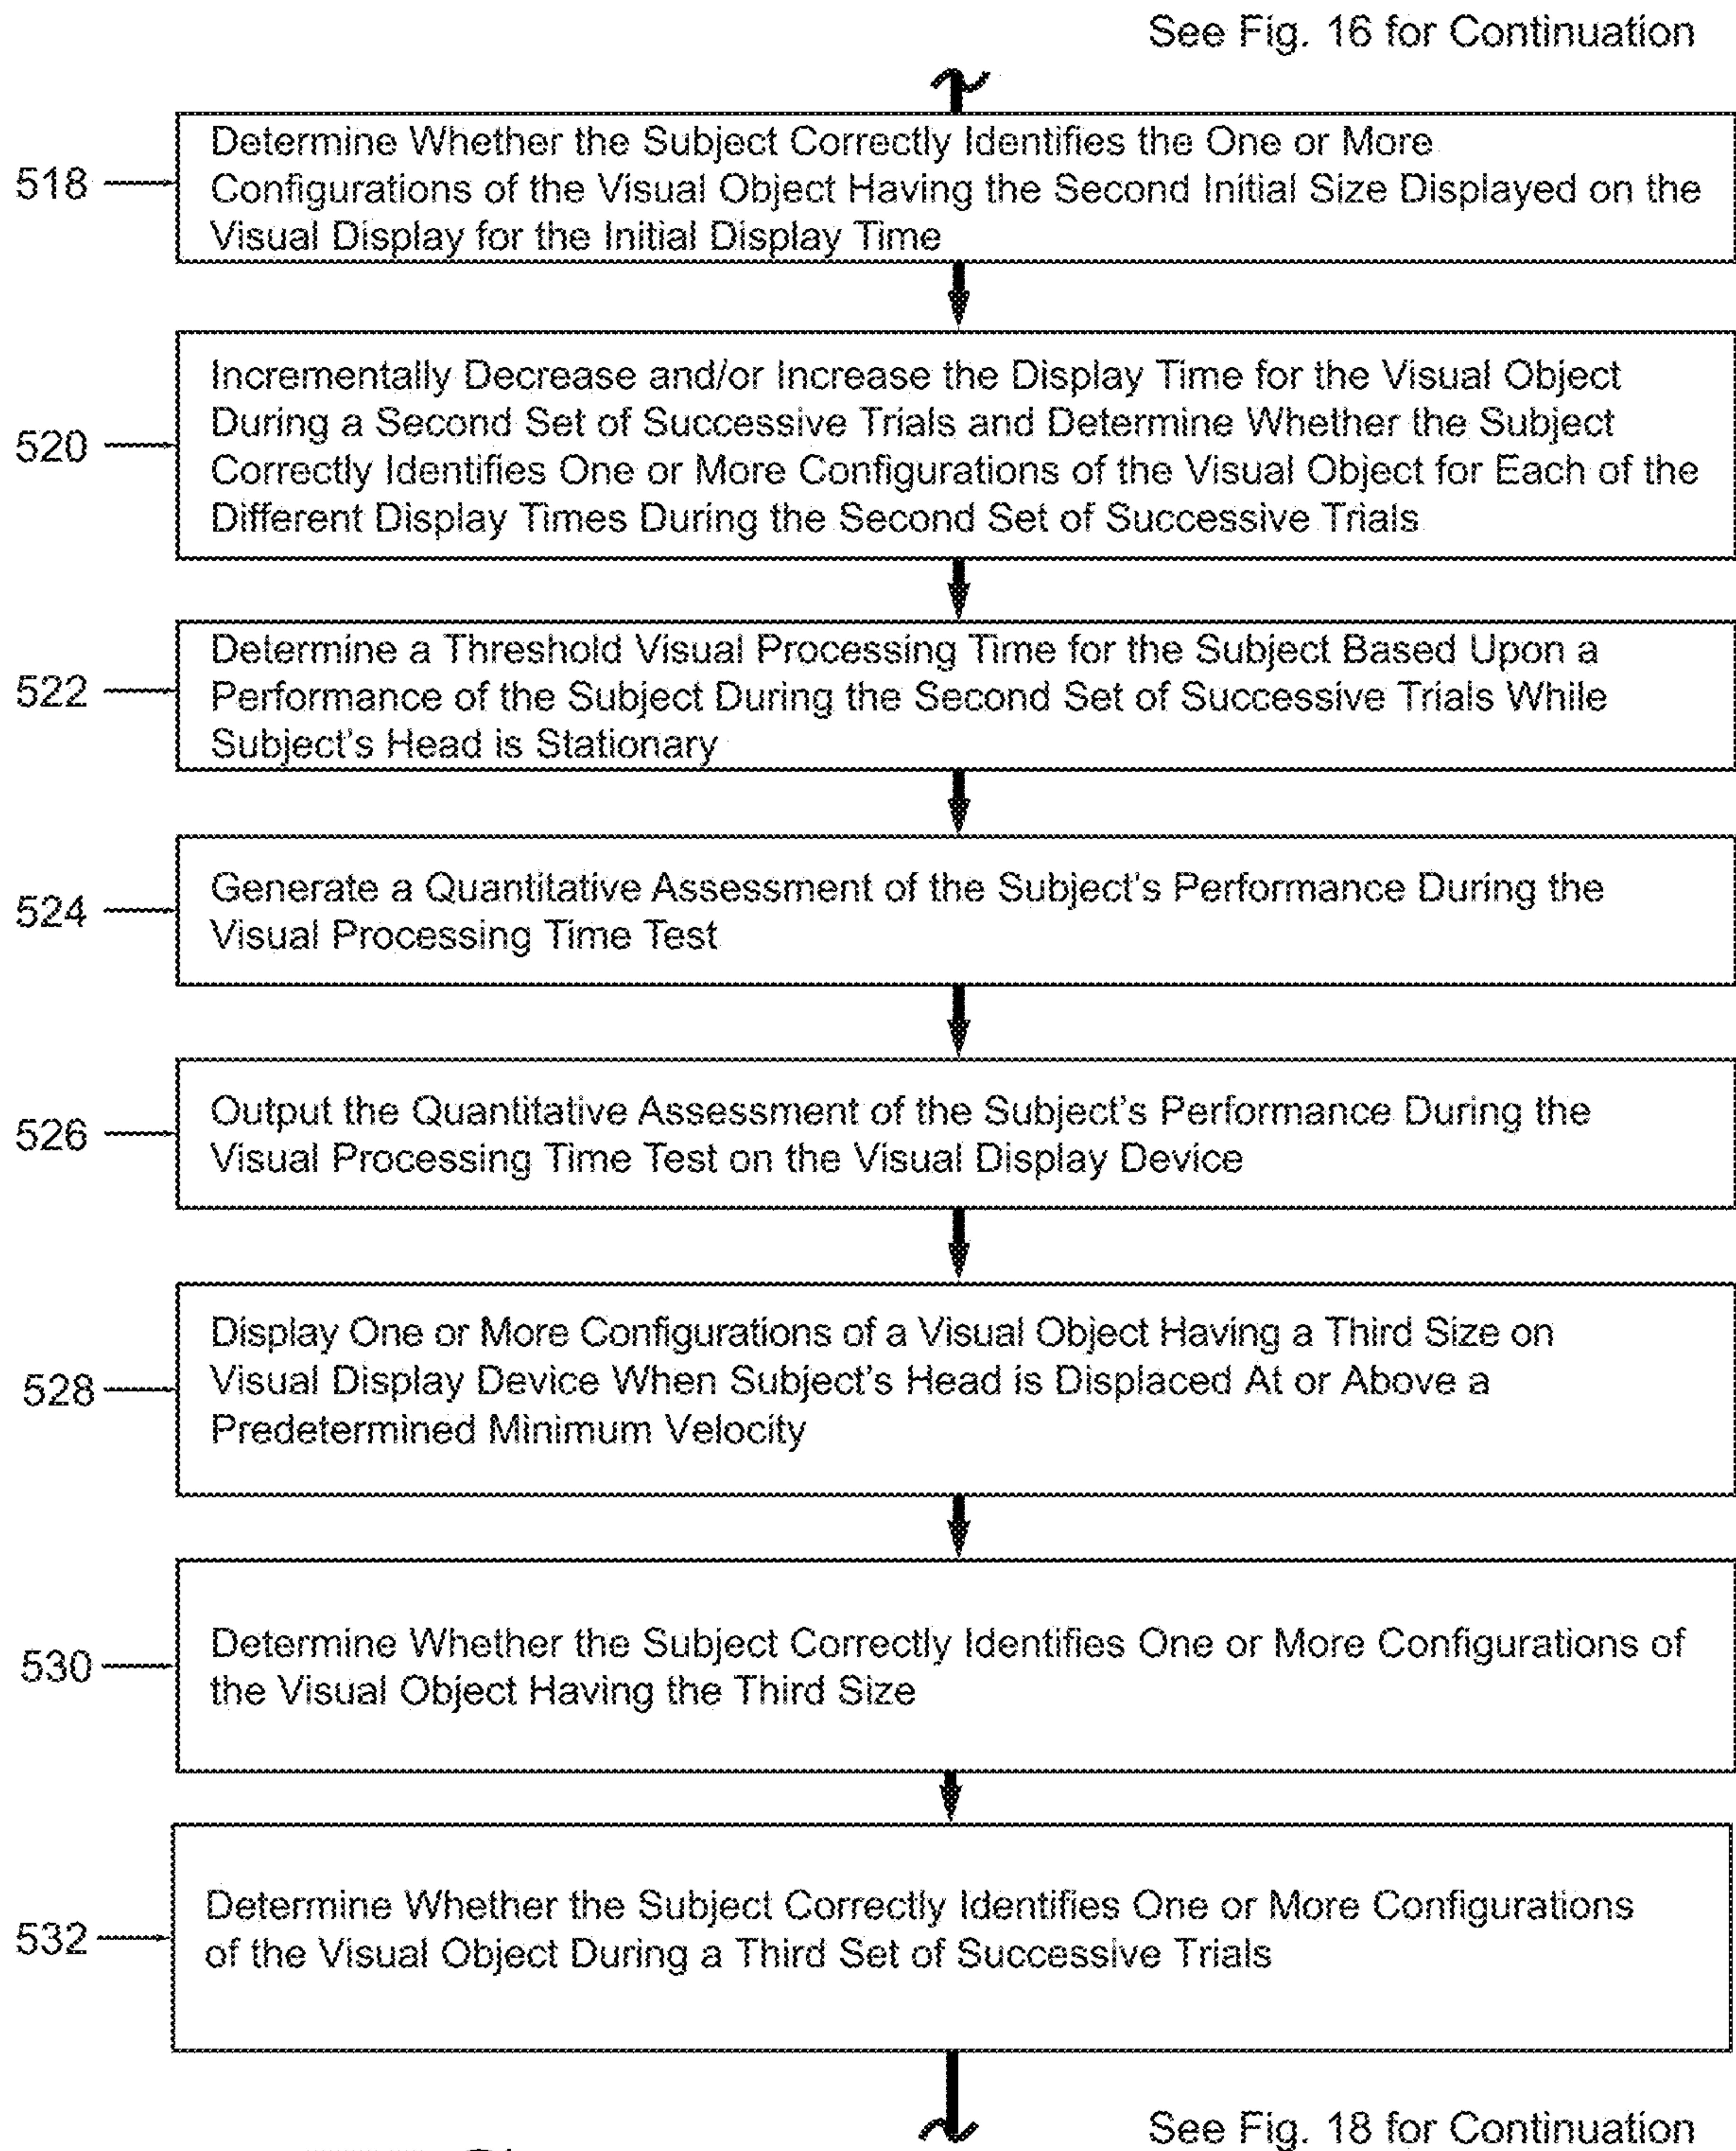 See Fig. 16 for Continuation
518
Determine Whether the Subject Correctly Identifies the One or More
Configurations of the Visual Object Having the Second Initial Size Displayed on the
Visual Display for the Initial Display Time
520
Incrementally Decrease and/or Increase the Display Time for the Visual Object
During a Second Set of Successive Trials and Determine Whether the Subject
Correctly Identifies One or More Configurations of the Visual Object for Each of the
Different Display Times During the Second Set of Successive Trials
522
Determine a Threshold Visual Processing Time for the Subject Based Upon a
Performance of the Subject During the Second Set of Successive Trials While
Subject's Head is Stationary
524
Generate a Quantitative Assessment of the Subject's Performance During the
Visual Processing Time Test
526
Output the Quantitative Assessment of the Subject's Performance During the
Visual Processing Time Test on the Visual Display Device
528
Display One or More Configurations of a Visual Object Having a Third Size on
Visual Display Device When Subject's Head is Displaced At or Above a
Predetermined Minimum Velocity
530
Determine Whether the Subject Correctly Identifies One or More Configurations of
the Visual Object Having the Third Size
532
Determine Whether the Subject Correctly Identifies One or More Configurations
of the Visual Object During a Third Set of Successive Trials
See Fig. 18 for Continuation